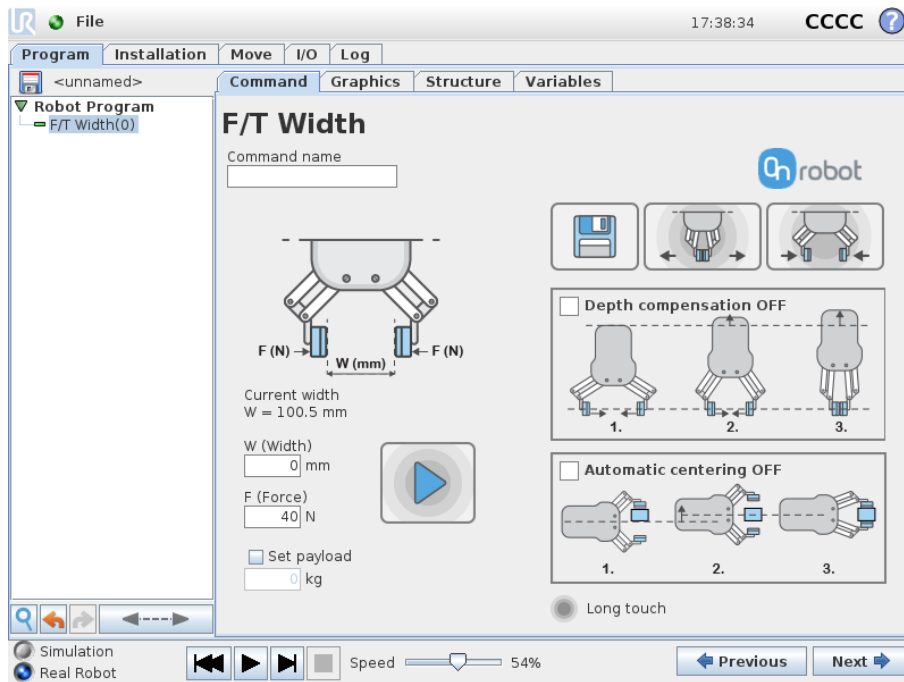 UR File 17:38:34 CCCC ?
Program Installation Move I/O Log
<unnamed>
Command Graphics Structure Variables
Robot Program
F/T Width(0)
F/T Width
Command name
On robot
F (N) F (N)
W (mm)
Current width
W = 100.5 mm
W (Width)
0 mm
F (Force)
40 N
Set payload
0 kg
Depth compensation OFF
1. 2. 3.
Automatic centering OFF
1. 2. 3.
Long touch
Simulation
Real Robot
Speed 54%
Previous Next